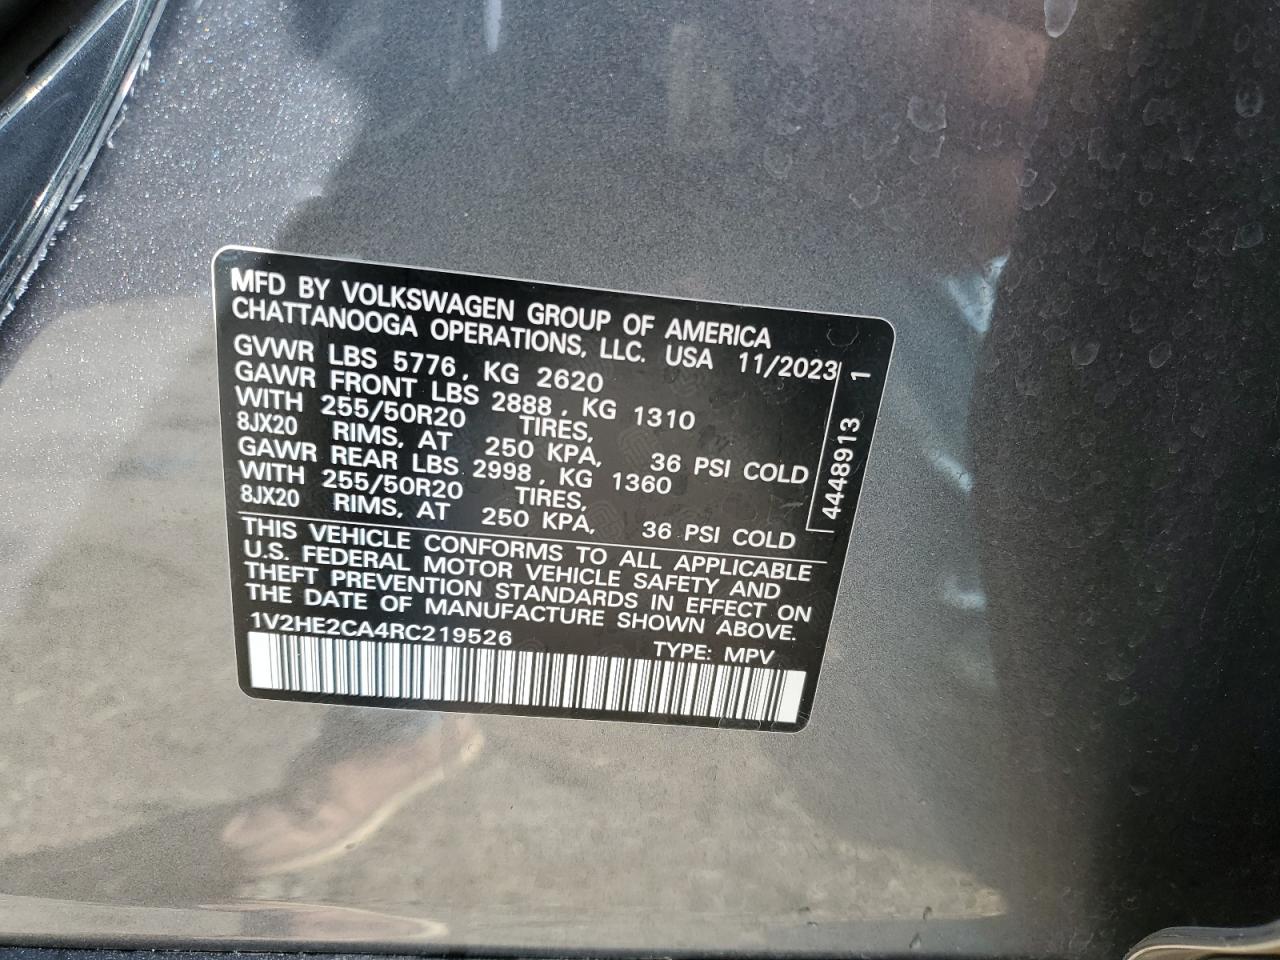 MFD BY VOLKSWAGEN GROUP OF AMERICA
CHATTANOOGA OPERATIONS, LLC. USA 11/2023
GVWR LBS 5776, KG 2620
GAWR FRONT LBS 2888, KG 1310
WITH 255/50R20 TIRES,
8JX20 RIMS, AT 250 KPA, 36 PSI COLD
GAWR REAR LBS 2998, KG 1360
WITH 255/50R20 TIRES,
8JX20 RIMS, AT 250 KPA, 36 PSI COLD
4448913 1
THIS VEHICLE CONFORMS TO ALL APPLICABLE
U.S. FEDERAL MOTOR VEHICLE SAFETY AND
THEFT PREVENTION STANDARDS IN EFFECT ON
THE DATE OF MANUFACTURE SHOWN ABOVE.
1V2HE2CA4RC219526 TYPE: MPV